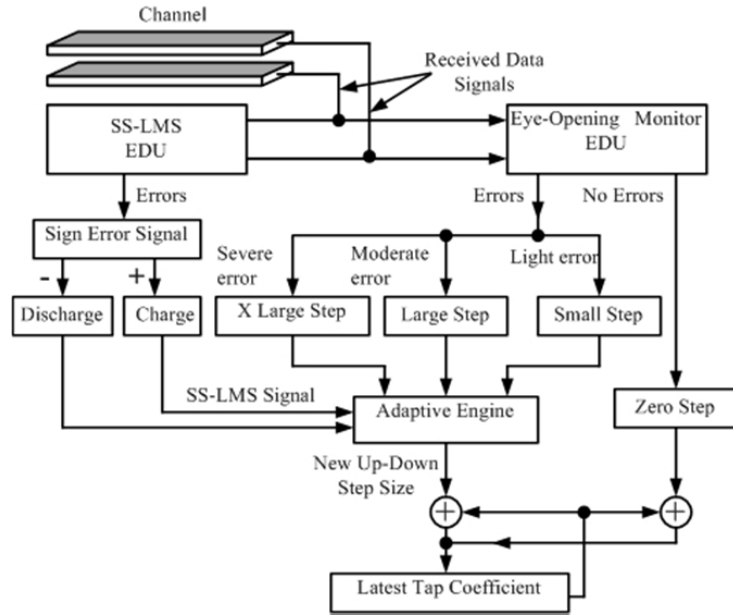 Channel
Received Data
Signals
SS-LMS
EDU
Eye-Opening Monitor
EDU
Errors
Errors
No Errors
Sign Error Signal
-
+
Severe
error
Moderate
error
Light error
Discharge
Charge
X Large Step
Large Step
Small Step
SS-LMS Signal
Adaptive Engine
Zero Step
New Up-Down
Step Size
+
+
Latest Tap Coefficient